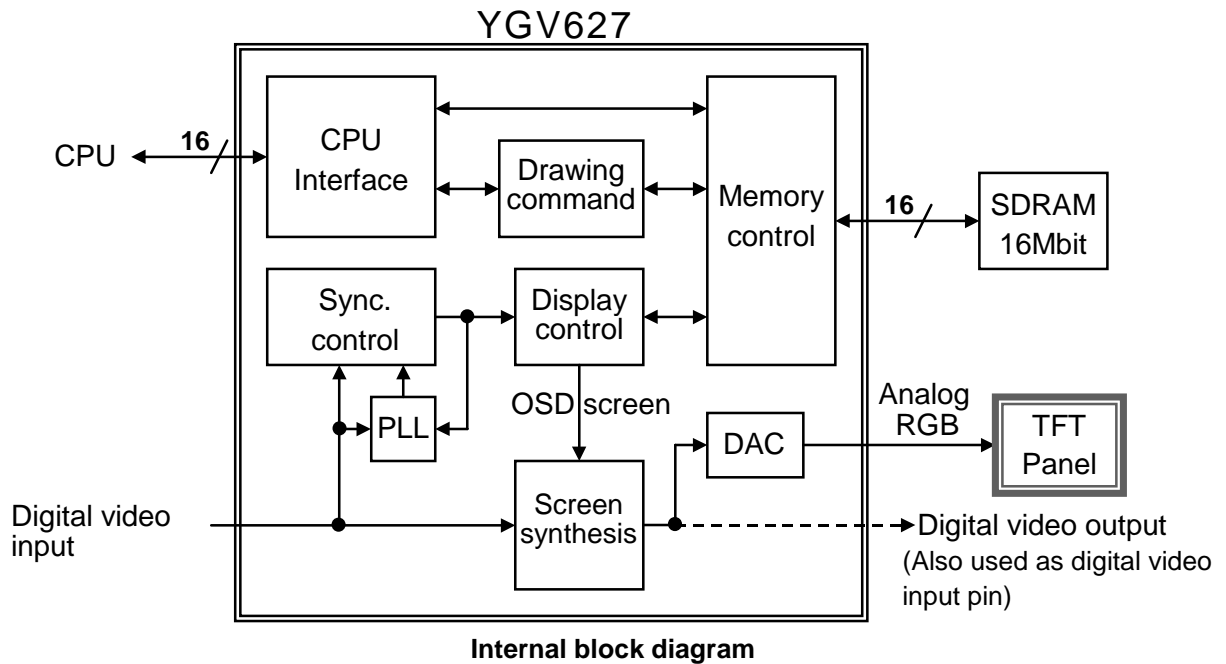 YGV627
CPU
16
CPU
Interface
Drawing
command
Memory
control
16
SDRAM
16Mbit
Sync.
control
Display
control
PLL
OSD screen
DAC
Analog
RGB
TFT
Panel
Digital video
input
Screen
synthesis
Digital video output
(Also used as digital video
input pin)
Internal block diagram